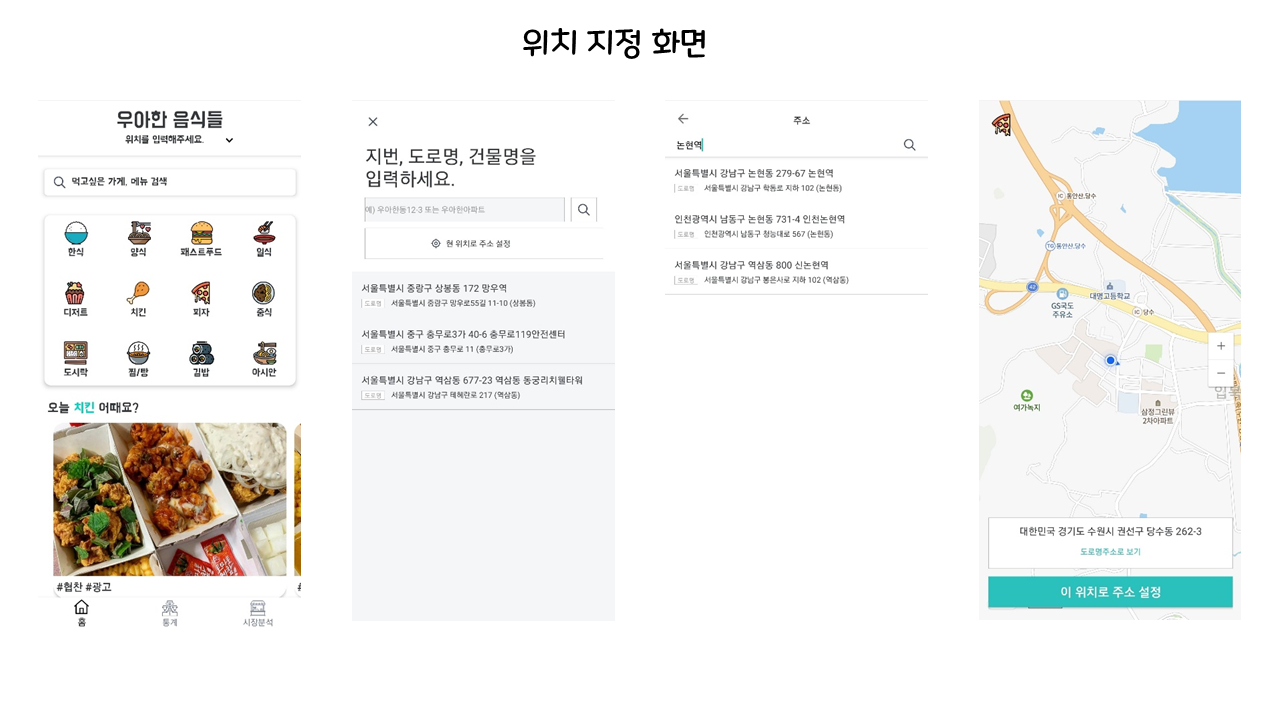 위치 지정 화면
우아한 음식들
위치를 입력해주세요.
먹고싶은 가게, 메뉴 검색
한식
양식
패스트푸드
일식
디저트
치킨
피자
중식
도시락
찜/탕
김밥
아시안
오늘 치킨 어때요?
#협찬 #광고
#
홈
통계
시장분석
지번, 도로명, 건물명을
입력하세요.
예) 우아한동12-3 또는 우아한아파트
현 위치로 주소 설정
서울특별시 중랑구 상봉동 172 망우역
도로명 서울특별시 중랑구 망우로55길 11-10 (상봉동)
서울특별시 중구 충무로3가 40-6 충무로119안전센터
도로명 서울특별시 중구 충무로 11 (충무로3가)
서울특별시 강남구 역삼동 677-23 역삼동 동궁리치웰타워
도로명 서울특별시 강남구 테헤란로 217 (역삼동)
주소
논현역
서울특별시 강남구 논현동 279-67 논현역
도로명 서울특별시 강남구 학동로 지하 102 (논현동)
인천광역시 남동구 논현동 731-4 인천논현역
도로명 인천광역시 남동구 청능대로 567 (논현동)
서울특별시 강남구 역삼동 800 신논현역
도로명 서울특별시 강남구 봉은사로 지하 102 (역삼동)
IC 동안산,당수
TG 동안산,당수
42
GS국도
주유소
대명고등학교
IC 당수
+
−
입북
여가녹지
삼정그린뷰
2차아파트
대한민국 경기도 수원시 권선구 당수동 262-3
도로명주소로 보기
이 위치로 주소 설정